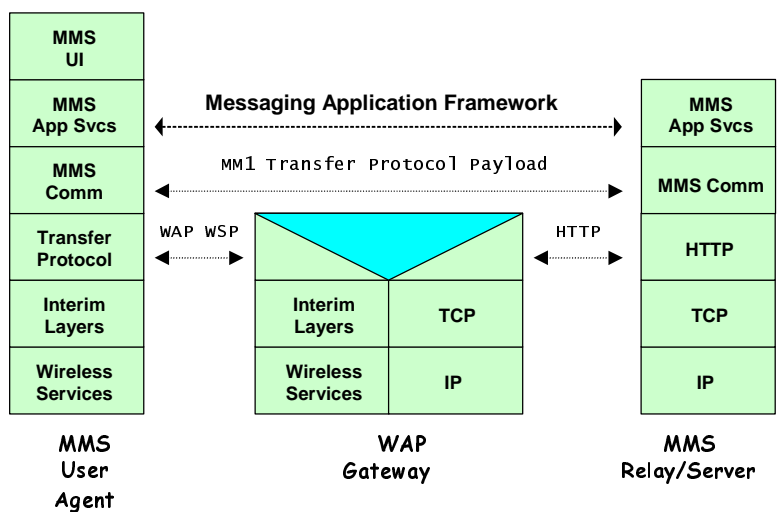 MMS
UI
MMS
App Svcs
Messaging Application Framework
MMS
App Svcs
MMS
Comm
MM1 Transfer Protocol Payload
MMS Comm
Transfer
Protocol
WAP WSP
HTTP
HTTP
Interim
Layers
Interim
Layers
TCP
TCP
Wireless
Services
Wireless
Services
IP
IP
MMS
User
Agent
WAP
Gateway
MMS
Relay/Server